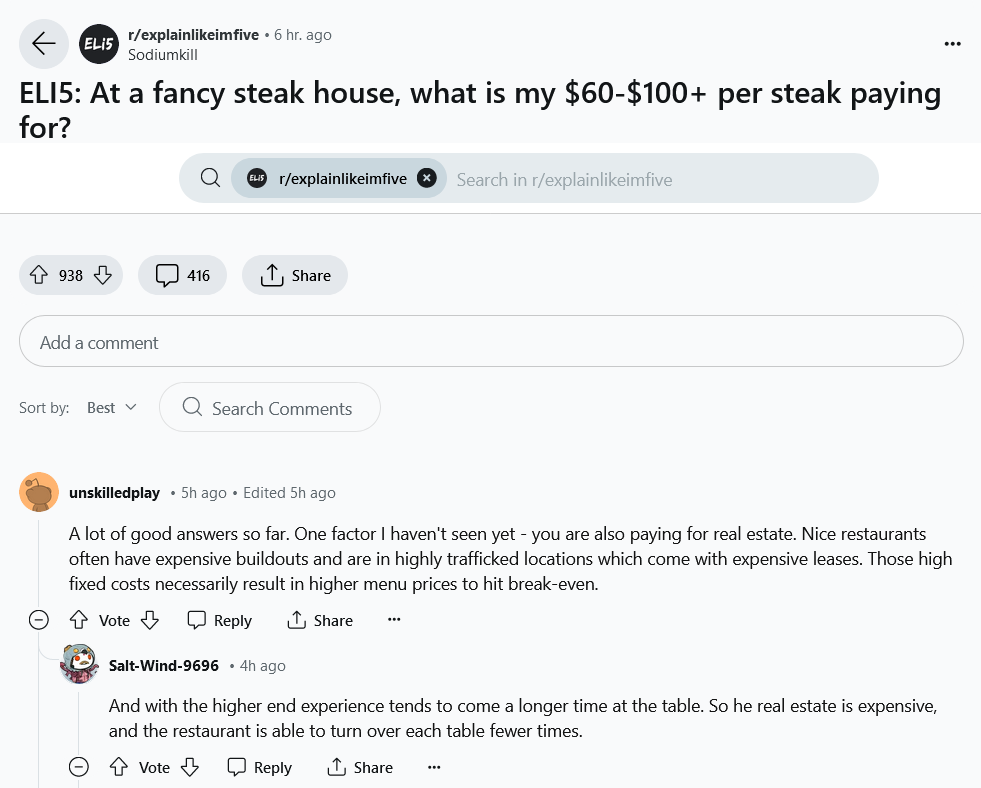 ELI5 r/explainlikeimfive • 6 hr. ago
Sodiumkill
ELI5: At a fancy steak house, what is my $60-$100+ per steak paying
for?
ELI5 r/explainlikeimfive Search in r/explainlikeimfive
938 416 Share
Add a comment
Sort by: Best Search Comments
unskilledplay • 5h ago • Edited 5h ago
A lot of good answers so far. One factor I haven't seen yet - you are also paying for real estate. Nice restaurants
often have expensive buildouts and are in highly trafficked locations which come with expensive leases. Those high
fixed costs necessarily result in higher menu prices to hit break-even.
Vote Reply Share
Salt-Wind-9696 • 4h ago
And with the higher end experience tends to come a longer time at the table. So he real estate is expensive,
and the restaurant is able to turn over each table fewer times.
Vote Reply Share